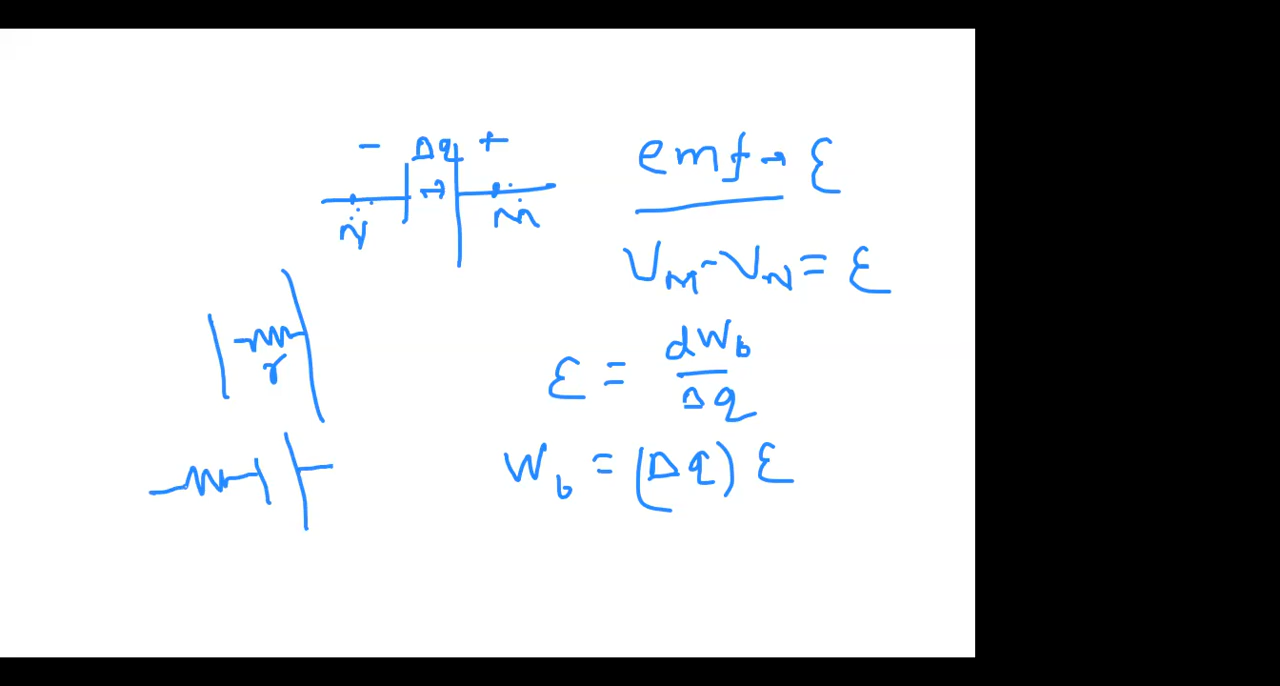 - Δq +
N M
emf → ε
V_M - V_N = ε
r
ε = dW_b / Δq
W_b = (Δq) ε